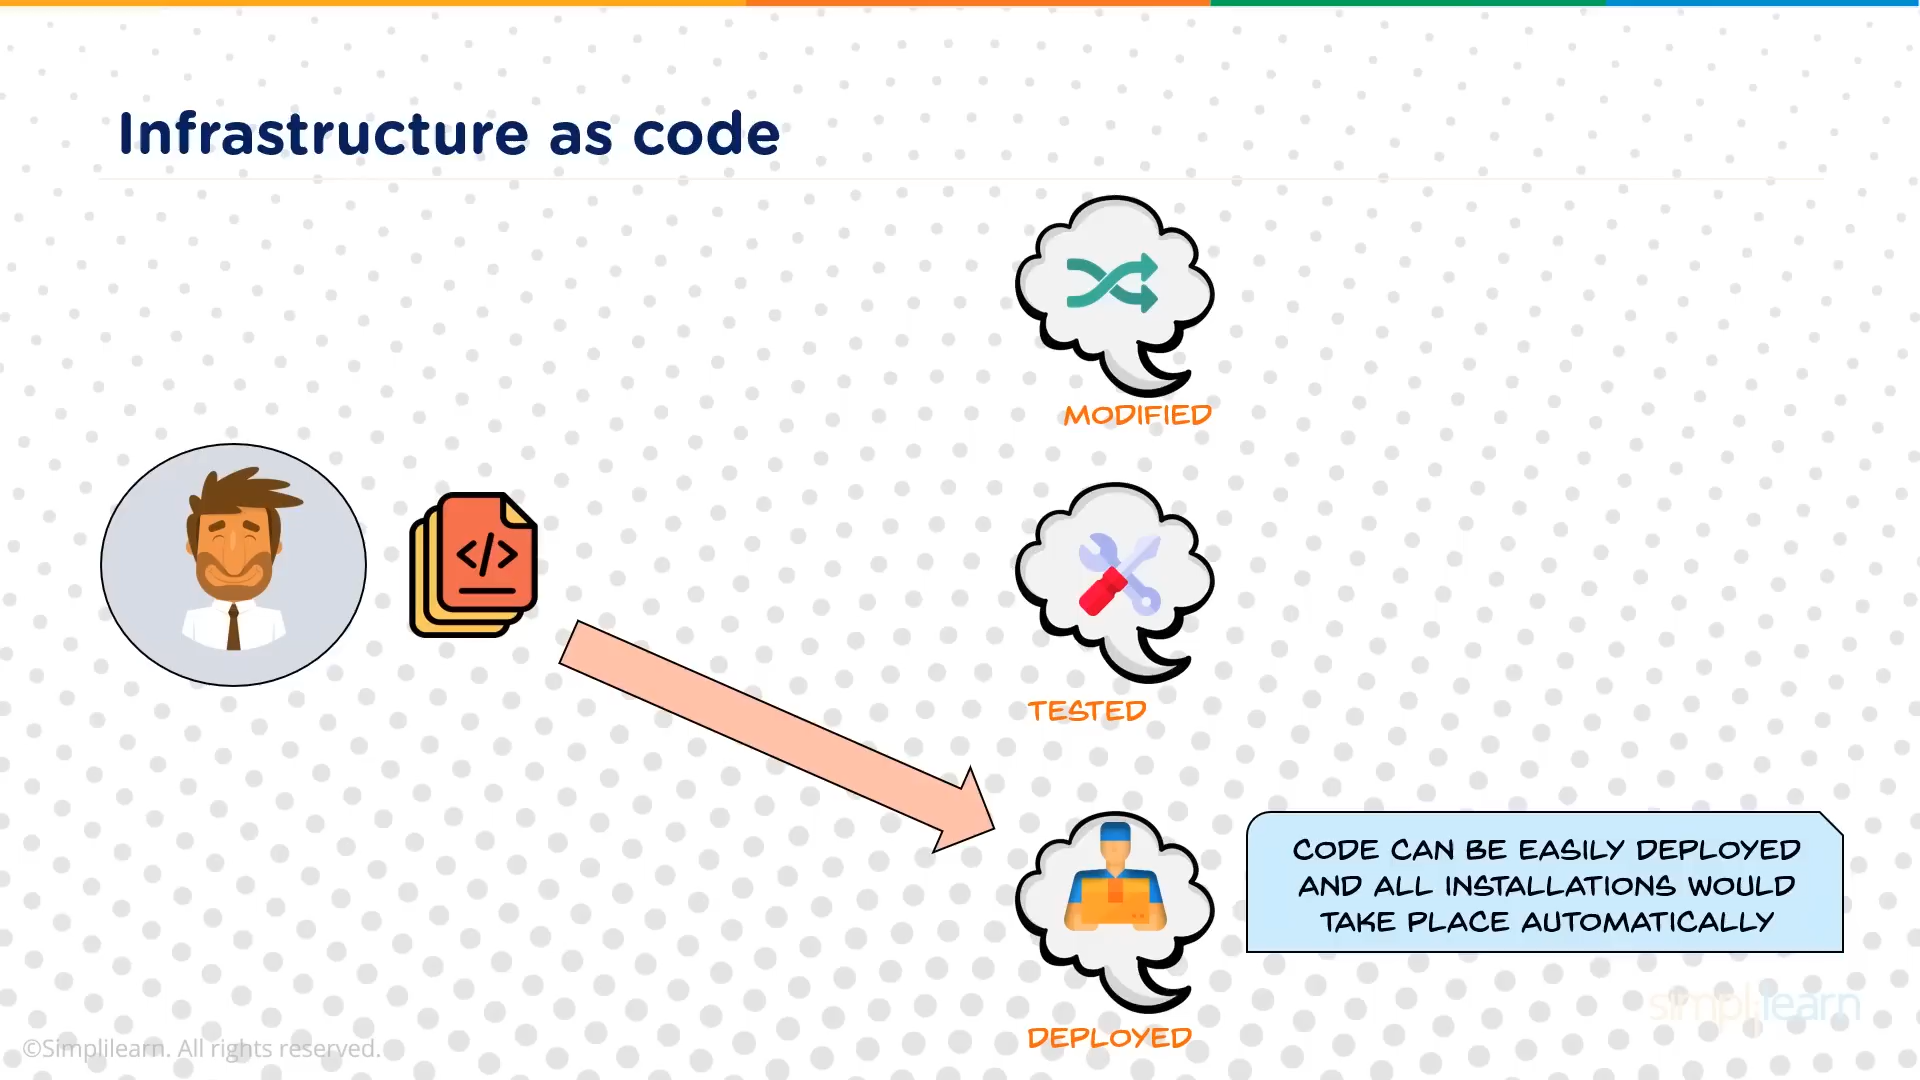 Infrastructure as code
MODIFIED
</>
TESTED
CODE CAN BE EASILY DEPLOYED
AND ALL INSTALLATIONS WOULD
TAKE PLACE AUTOMATICALLY
simplilearn
DEPLOYED
©Simplilearn. All rights reserved.